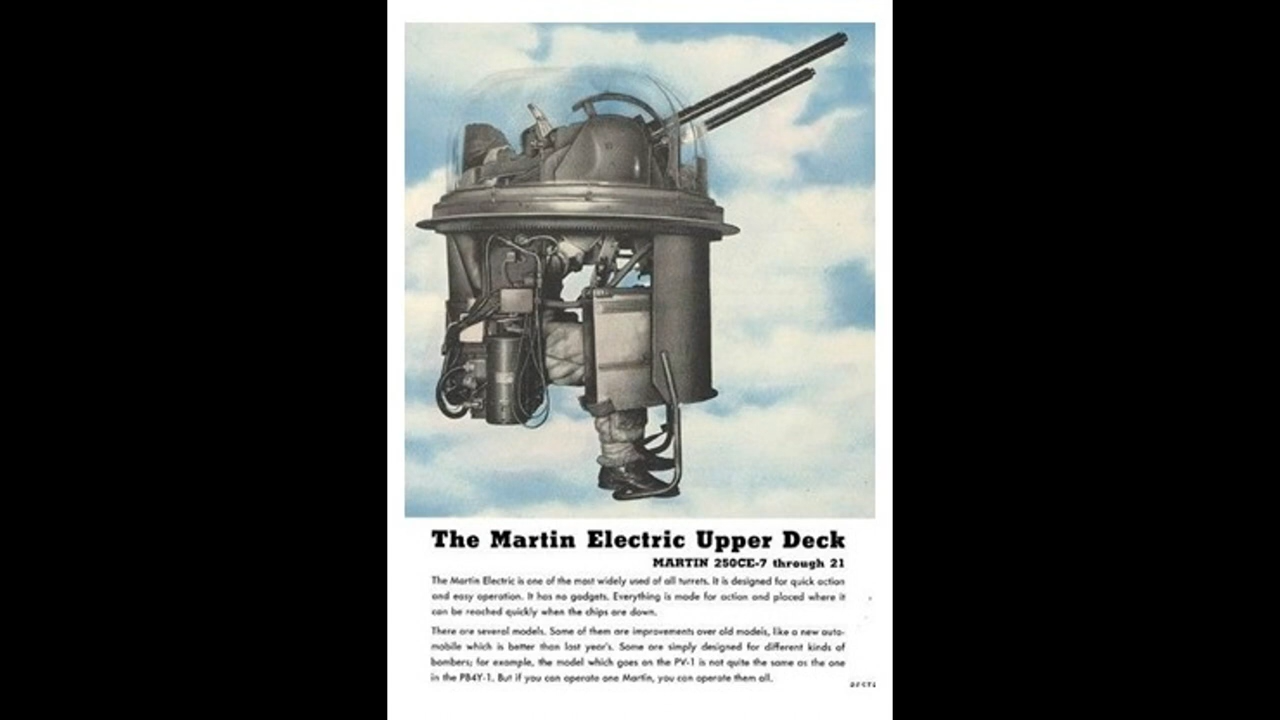 The Martin Electric Upper Deck
MARTIN 250CE-7 through 21
The Martin Electric is one of the most widely used of all turrets. It is designed for quick action
and easy operation. It has no gadgets. Everything is made for action and placed where it
can be reached quickly when the chips are down.
There are several models. Some of them are improvements over old models, like a new auto-
mobile which is better than last year's. Some are simply designed for different kinds of
bombers; for example, the model which goes on the PV-1 is not quite the same as the one
in the PB4Y-1. But if you can operate one Martin, you can operate them all.